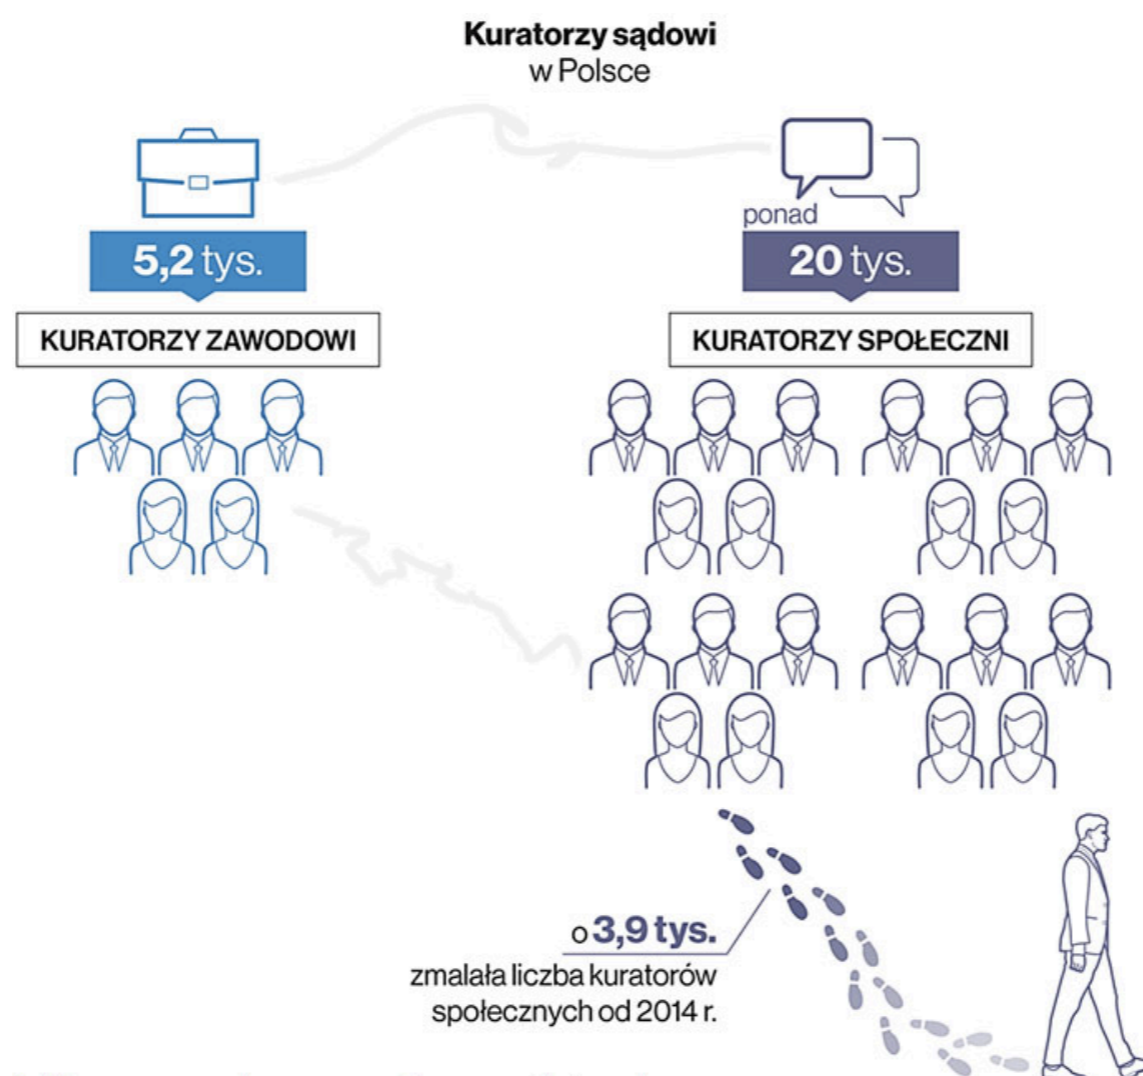 Kuratorzy sądowi
w Polsce
5,2 tys.
KURATORZY ZAWODOWI
ponad
20 tys.
KURATORZY SPOŁECZNI
o 3,9 tys.
zmalała liczba kuratorów
społecznych od 2014 r.